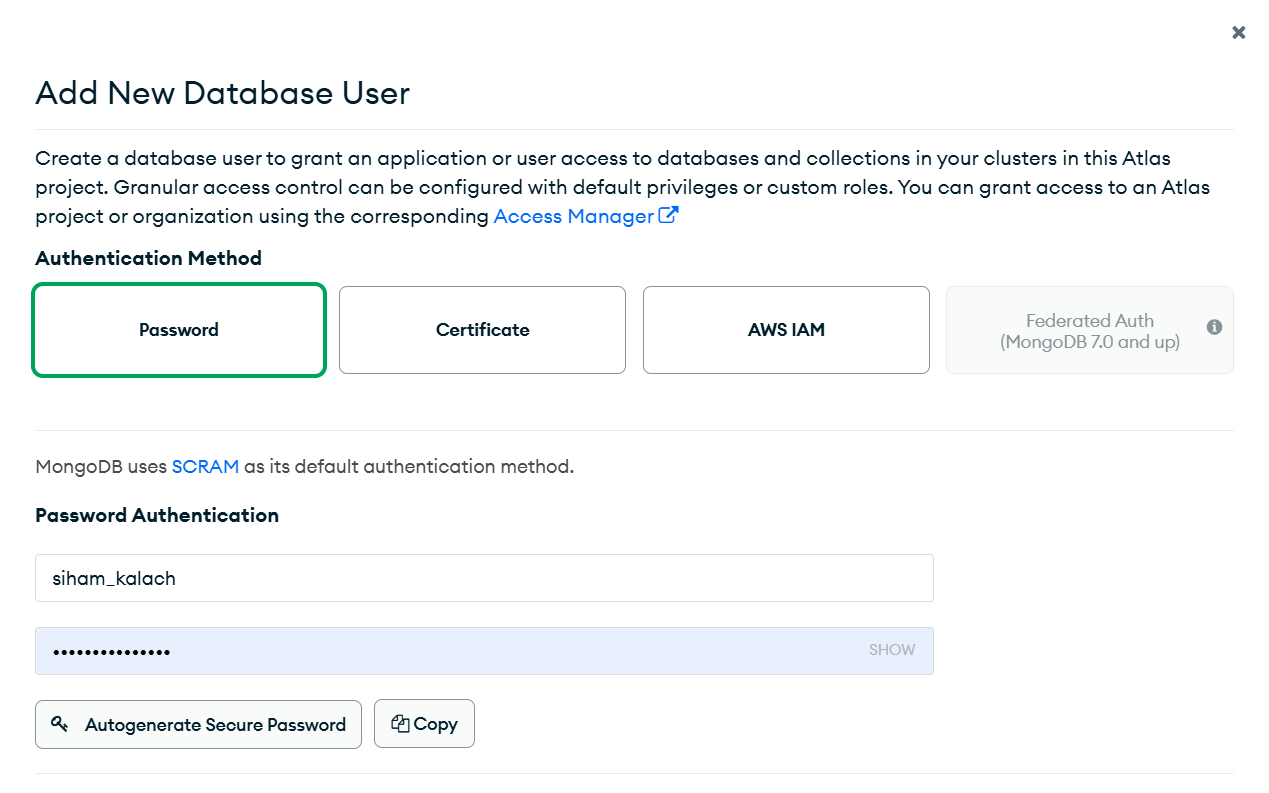 Add New Database User
Create a database user to grant an application or user access to databases and collections in your clusters in this Atlas
project. Granular access control can be configured with default privileges or custom roles. You can grant access to an Atlas
project or organization using the corresponding Access Manager
Authentication Method
Password
Certificate
AWS IAM
Federated Auth
(MongoDB 7.0 and up)
MongoDB uses SCRAM as its default authentication method.
Password Authentication
siham_kalach
•••••••••••••••
SHOW
Autogenerate Secure Password
Copy